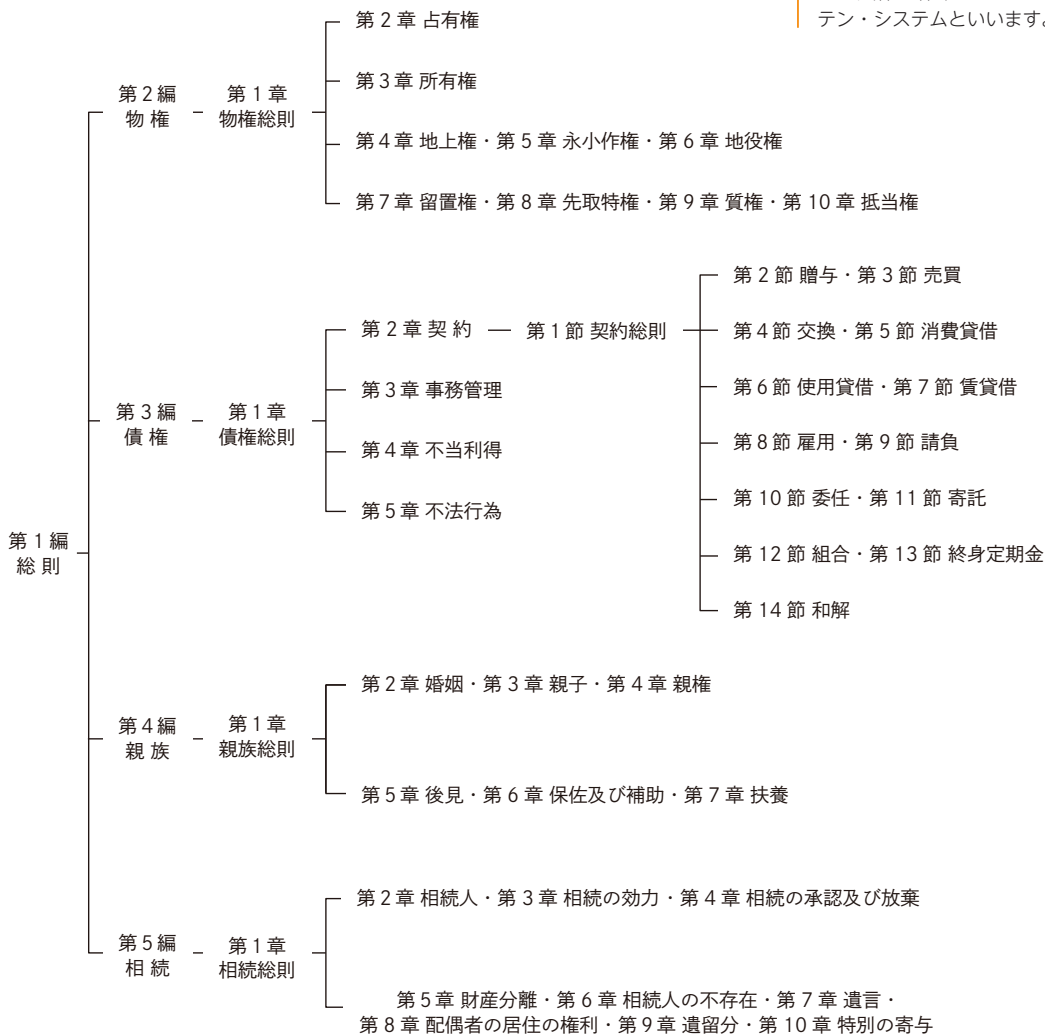 テン・システムといいます。
第2章 占有権
第3章 所有権
第2編
物 権
第1章
物権総則
第4章 地上権・第5章 永小作権・第6章 地役権
第7章 留置権・第8章 先取特権・第9章 質権・第10章 抵当権
第2節 贈与・第3節 売買
第2章 契 約
第1節 契約総則
第4節 交換・第5節 消費貸借
第3章 事務管理
第6節 使用貸借・第7節 賃貸借
第3編
債 権
第1章
債権総則
第4章 不当利得
第8節 雇用・第9節 請負
第5章 不法行為
第10節 委任・第11節 寄託
第1編
総 則
第12節 組合・第13節 終身定期金
第14節 和解
第2章 婚姻・第3章 親子・第4章 親権
第4編
親 族
第1章
親族総則
第5章 後見・第6章 保佐及び補助・第7章 扶養
第2章 相続人・第3章 相続の効力・第4章 相続の承認及び放棄
第5編
相 続
第1章
相続総則
第5章 財産分離・第6章 相続人の不存在・第7章 遺言・
第8章 配偶者の居住の権利・第9章 遺留分・第10章 特別の寄与